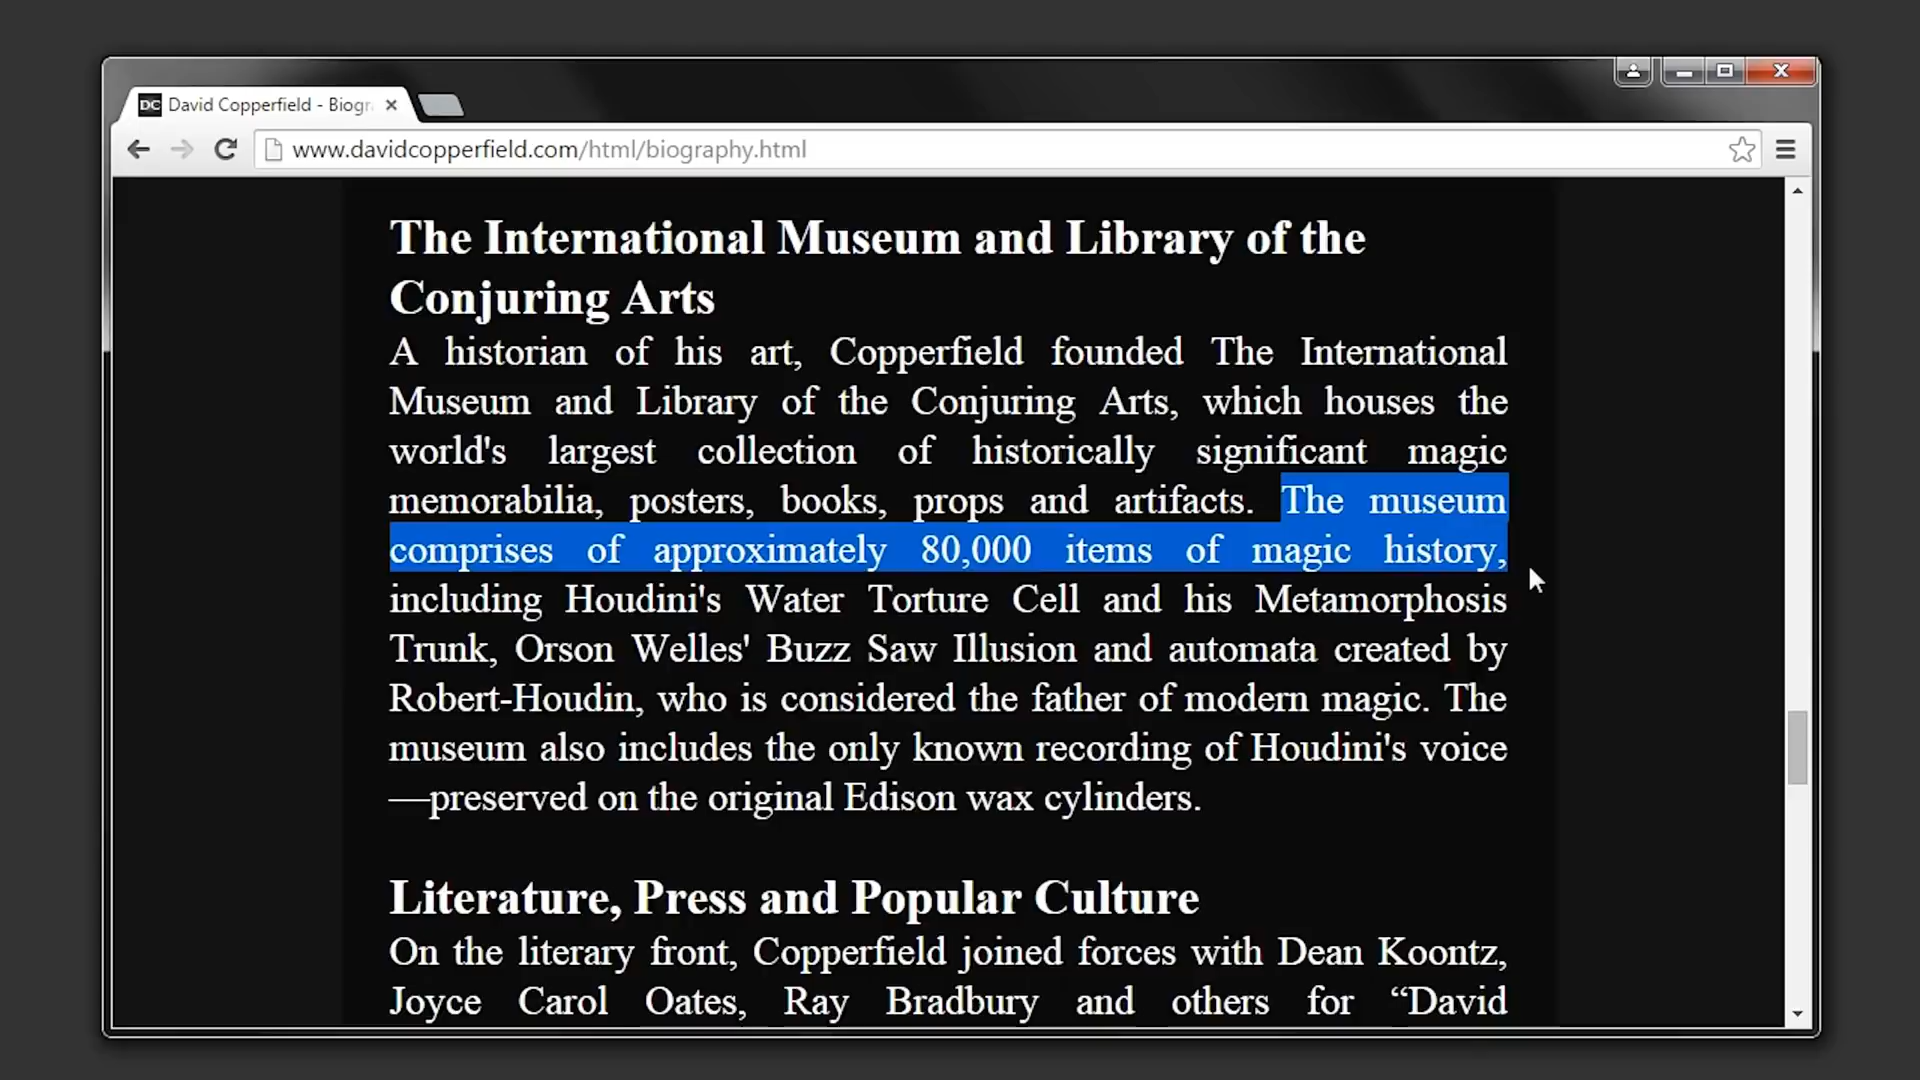 DC David Copperfield - Biogr
www.davidcopperfield.com/html/biography.html
The International Museum and Library of the
Conjuring Arts
A historian of his art, Copperfield founded The International
Museum and Library of the Conjuring Arts, which houses the
world's largest collection of historically significant magic
memorabilia, posters, books, props and artifacts. The museum
comprises of approximately 80,000 items of magic history,
including Houdini's Water Torture Cell and his Metamorphosis
Trunk, Orson Welles' Buzz Saw Illusion and automata created by
Robert-Houdin, who is considered the father of modern magic. The
museum also includes the only known recording of Houdini's voice
—preserved on the original Edison wax cylinders.
Literature, Press and Popular Culture
On the literary front, Copperfield joined forces with Dean Koontz,
Joyce Carol Oates, Ray Bradbury and others for “David